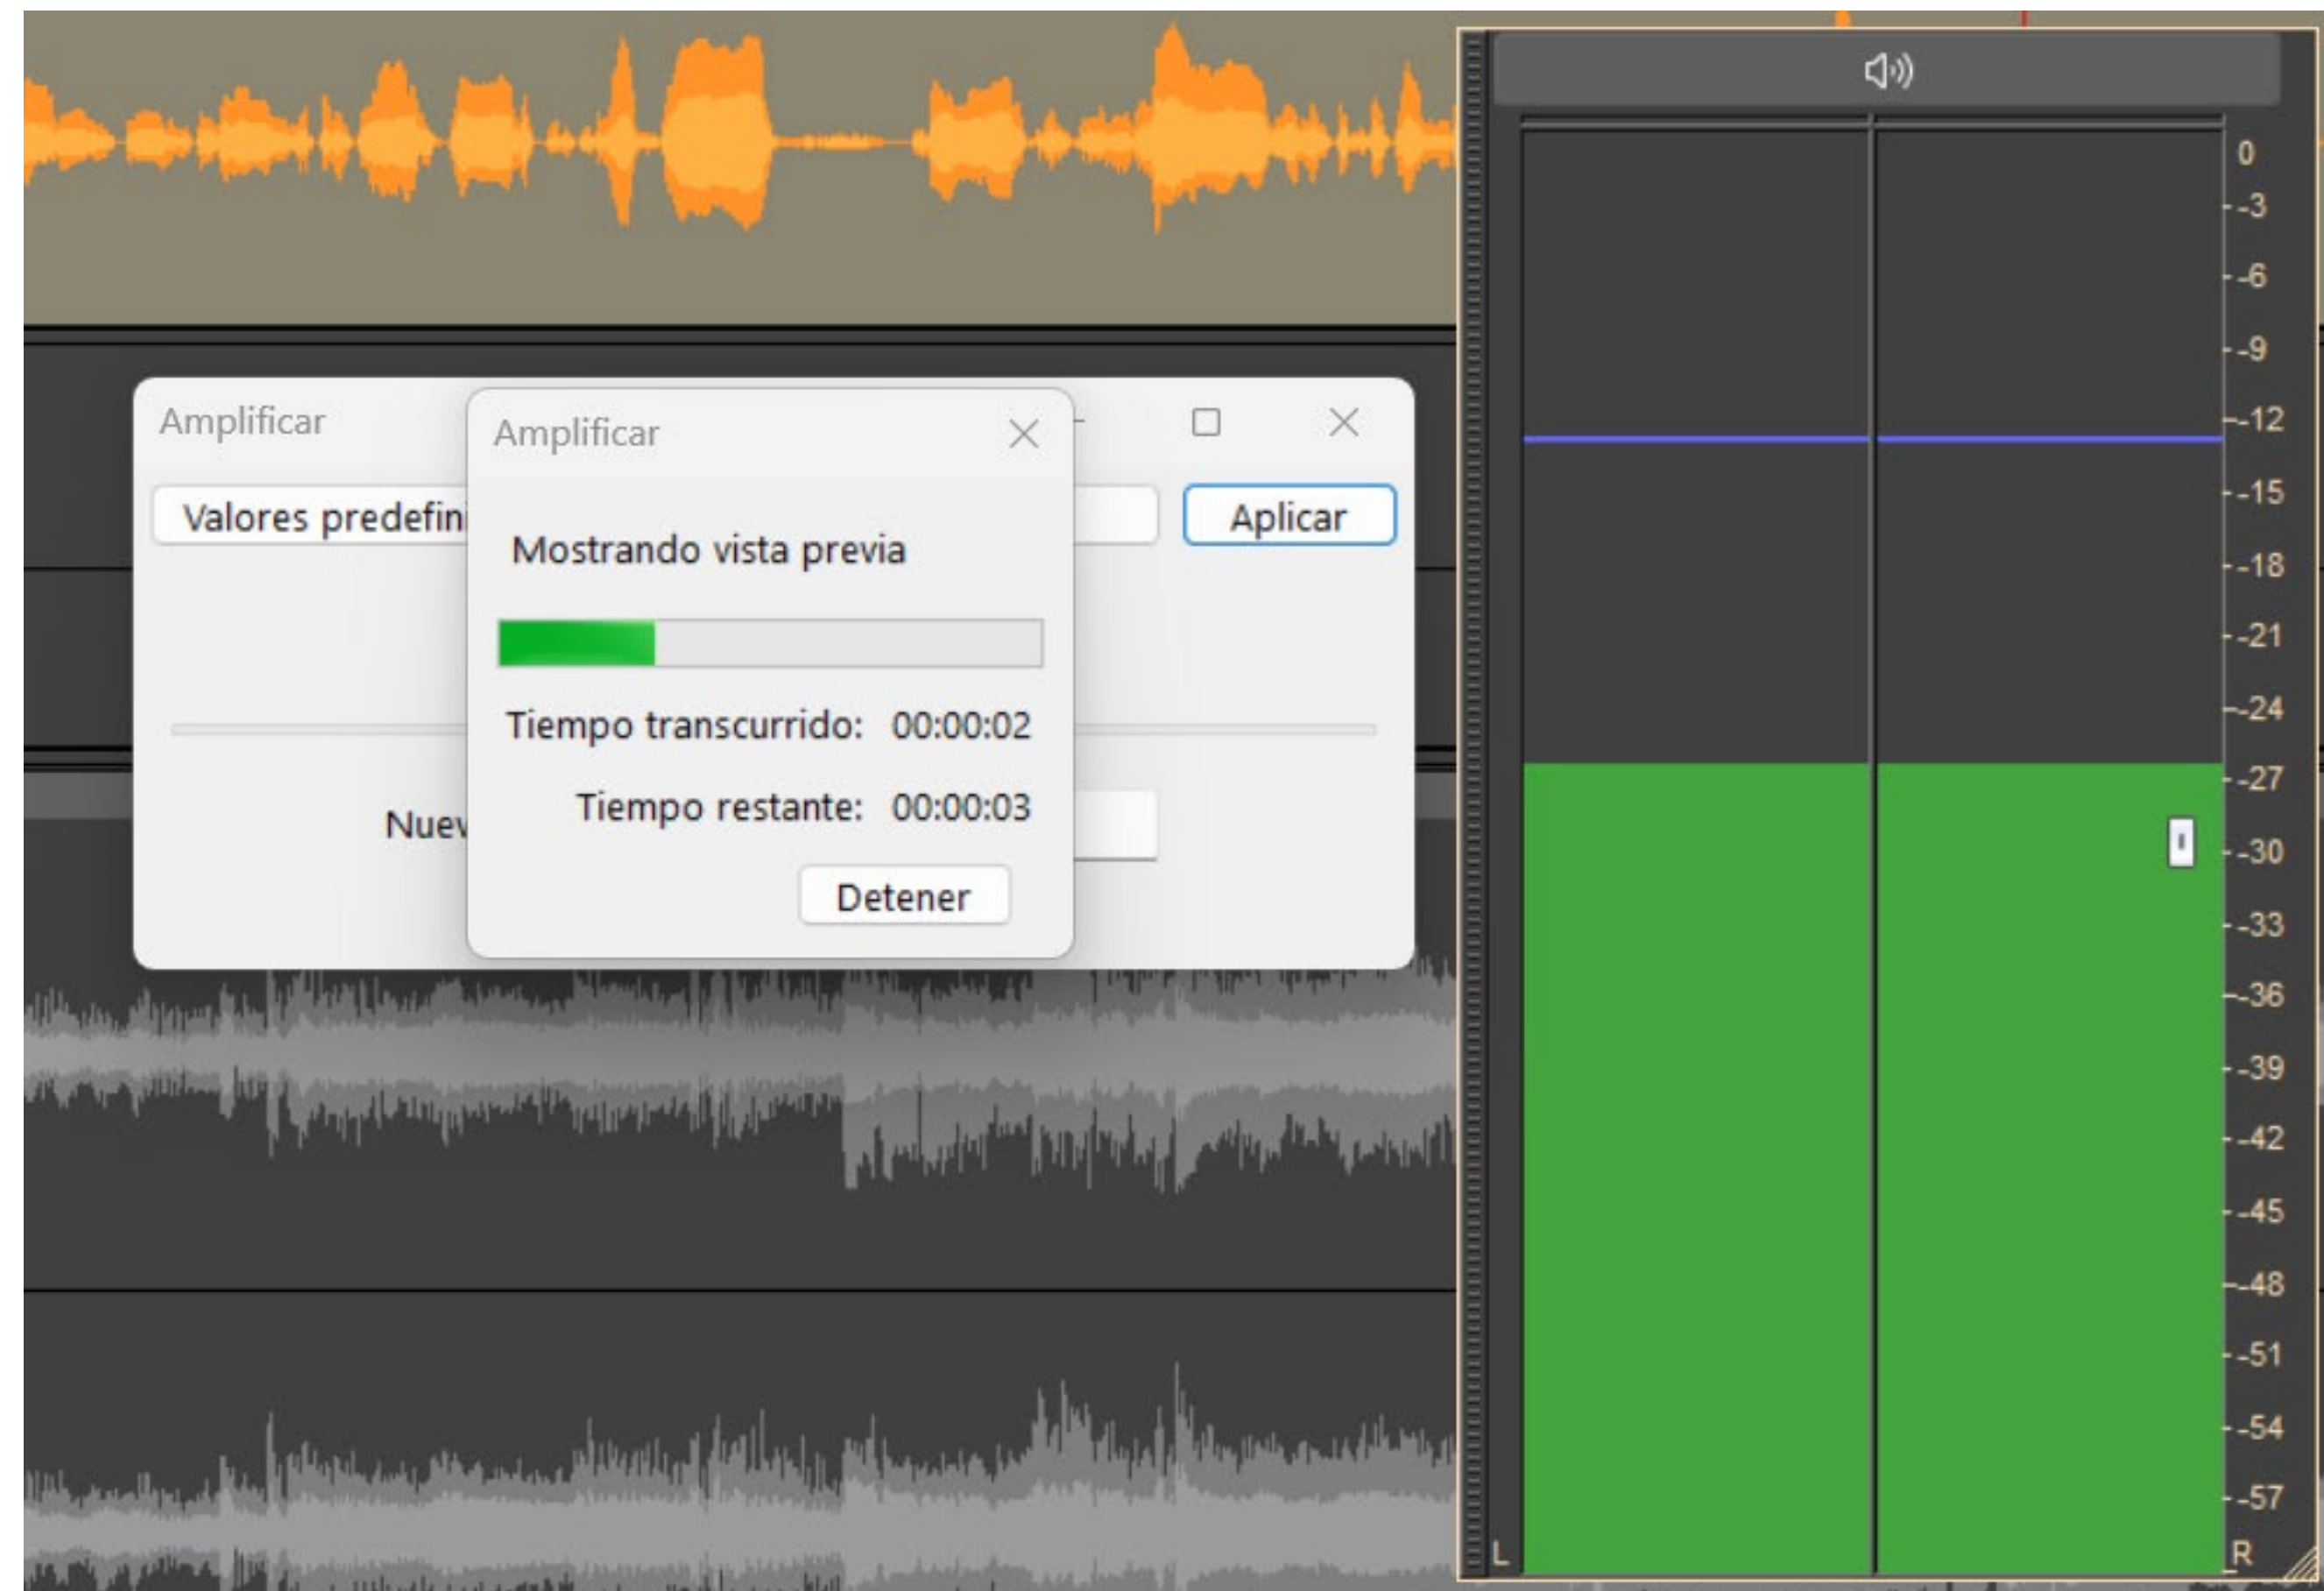 Amplificar
Amplificar
Valores predefini
Aplicar
Mostrando vista previa
Tiempo transcurrido: 00:00:02
Tiempo restante: 00:00:03
Nuev
Detener
0
-3
-6
-9
-12
-15
-18
-21
-24
-27
-30
-33
-36
-39
-42
-45
-48
-51
-54
-57
L
R